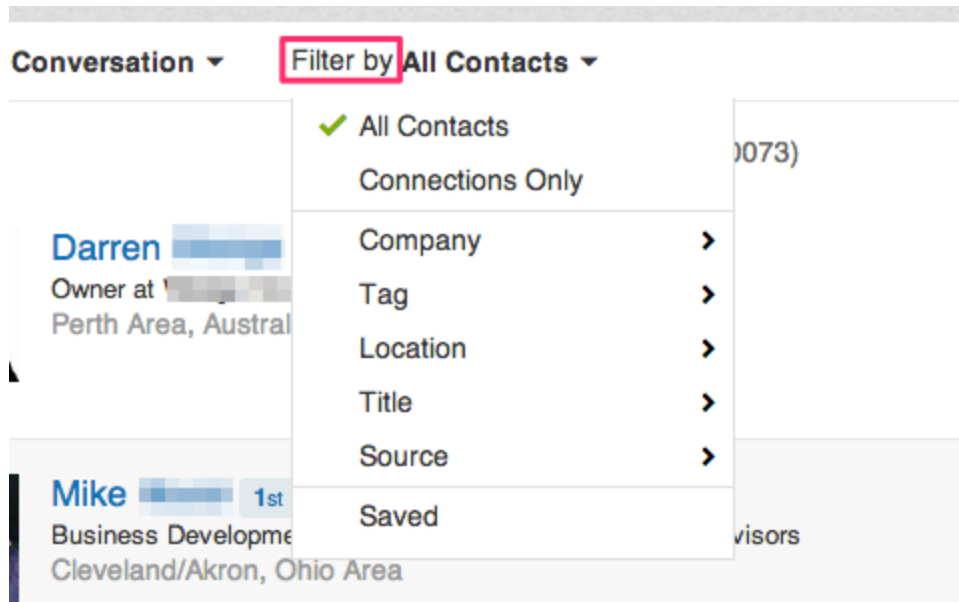 Conversation Filter by All Contacts
All Contacts
0073)
Connections Only
Company
Darren
Owner at
Tag
Perth Area, Austral
Location
Title
Source
Mike 1st
Saved
Business Developme visors
Cleveland/Akron, Ohio Area